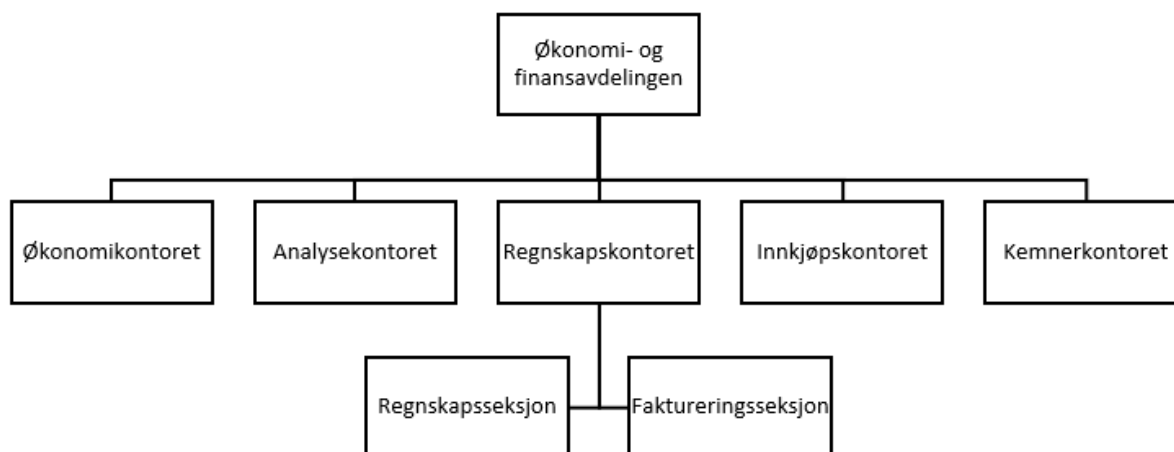 Økonomi- og
finansavdelingen
Økonomikontoret
Analysekontoret
Regnskapskontoret
Innkjøpskontoret
Kemnerkontoret
Regnskapsseksjon
Faktureringsseksjon